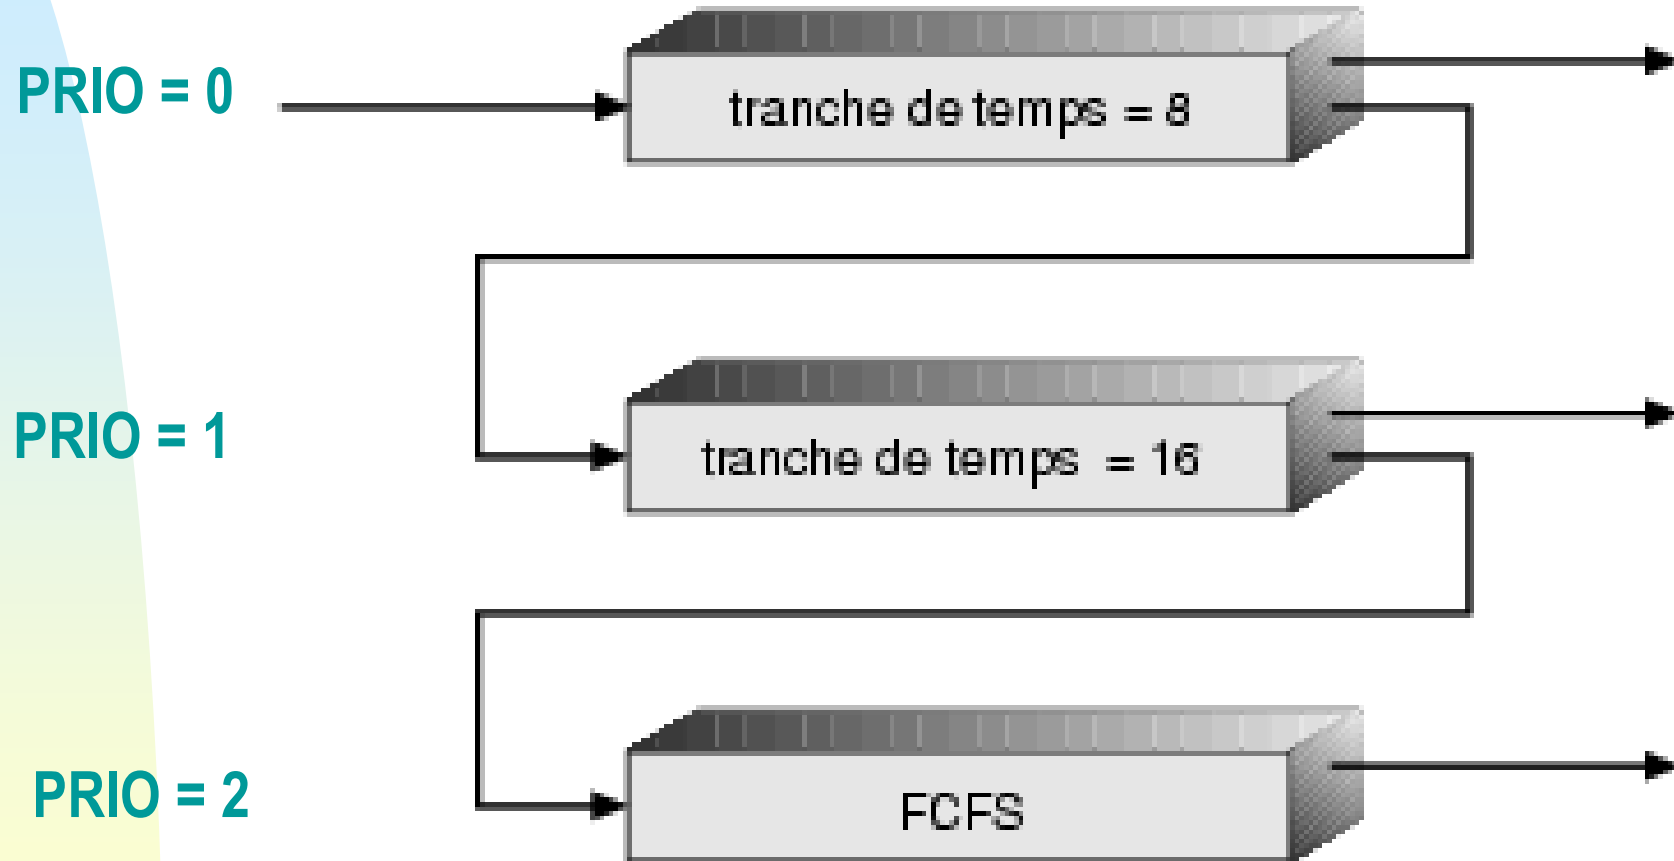 PRIO = 0
tranche de temps = 8
PRIO = 1
tranche de temps = 16
PRIO = 2
FCFS